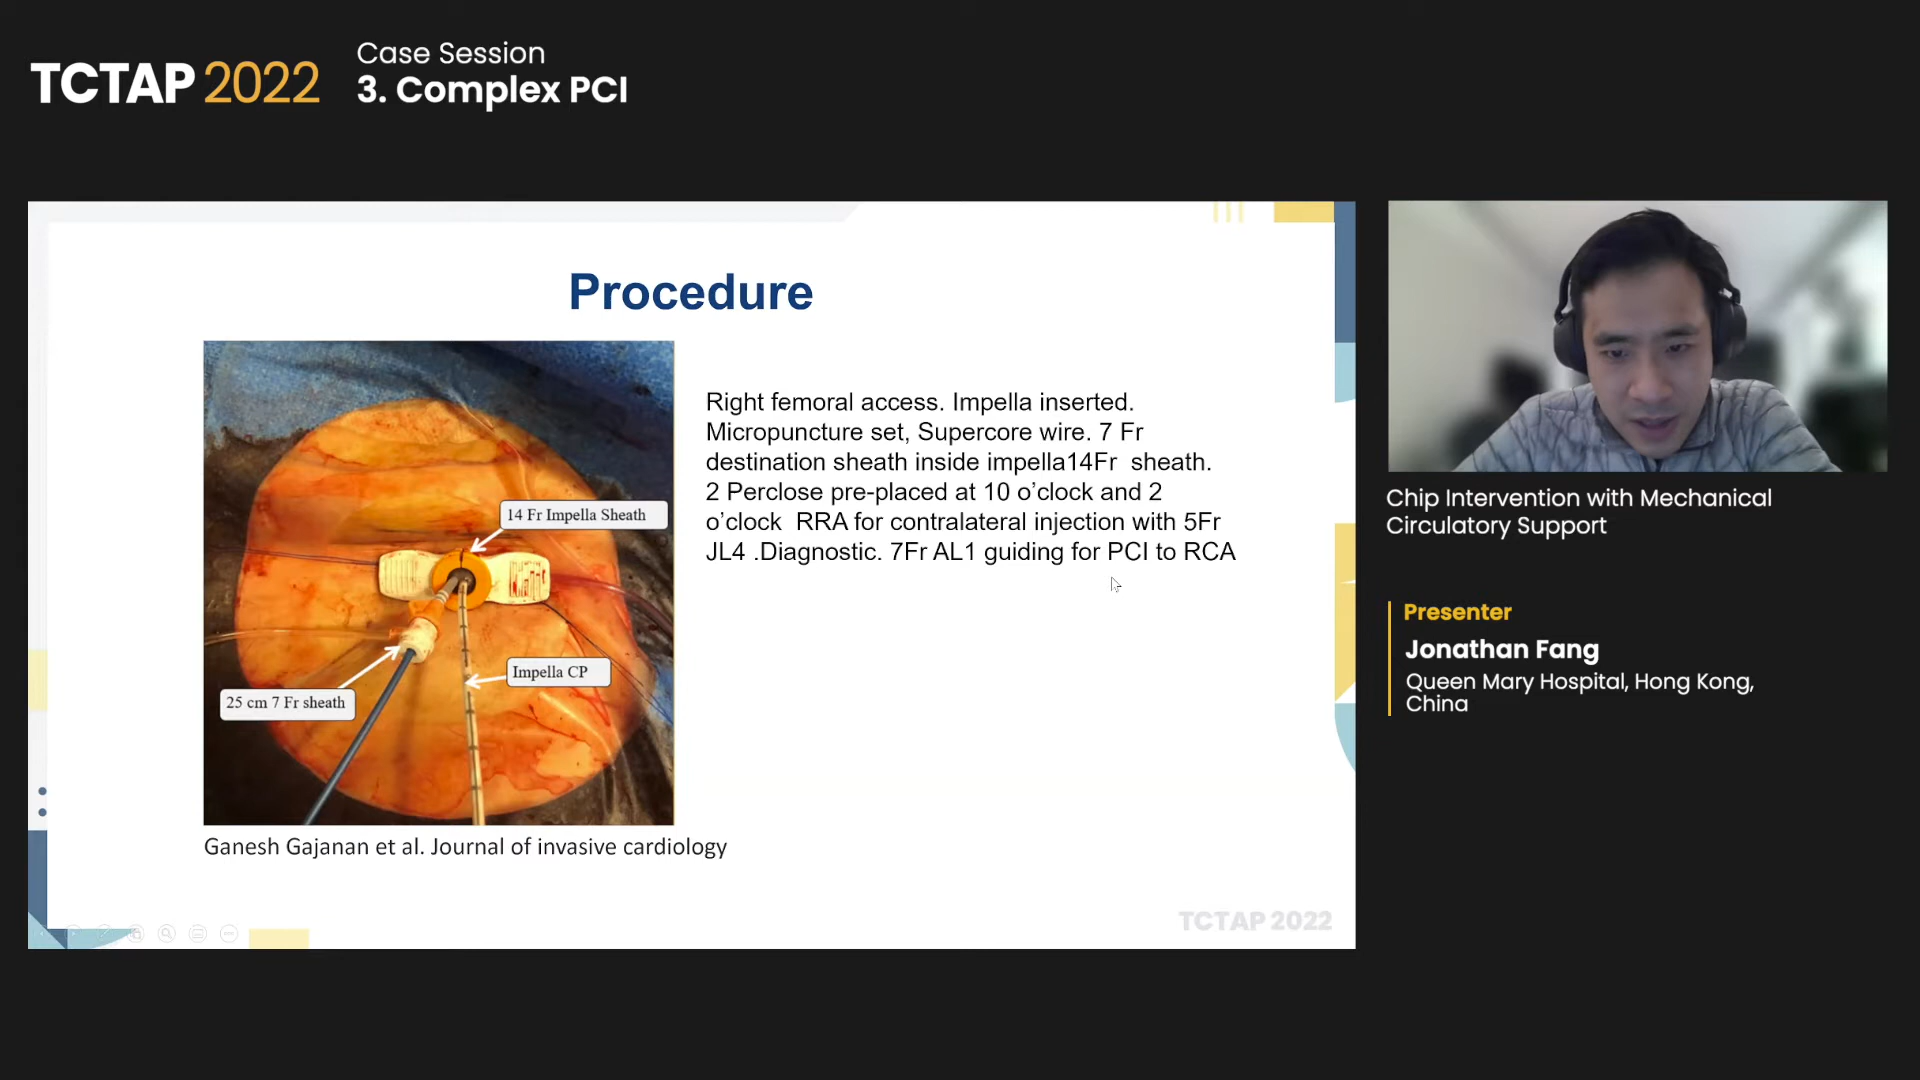 TCTAP 2022
Case Session
3. Complex PCI
Procedure
14 Fr Impella Sheath
Impella CP
25 cm 7 Fr sheath
Right femoral access. Impella inserted.
Micropuncture set, Supercore wire. 7 Fr
destination sheath inside impella14Fr  sheath.
2 Perclose pre-placed at 10 o’clock and 2
o’clock  RRA for contralateral injection with 5Fr
JL4 .Diagnostic. 7Fr AL1 guiding for PCI to RCA
Ganesh Gajanan et al. Journal of invasive cardiology
TCTAP 2022
Chip Intervention with Mechanical
Circulatory Support
Presenter
Jonathan Fang
Queen Mary Hospital, Hong Kong,
China